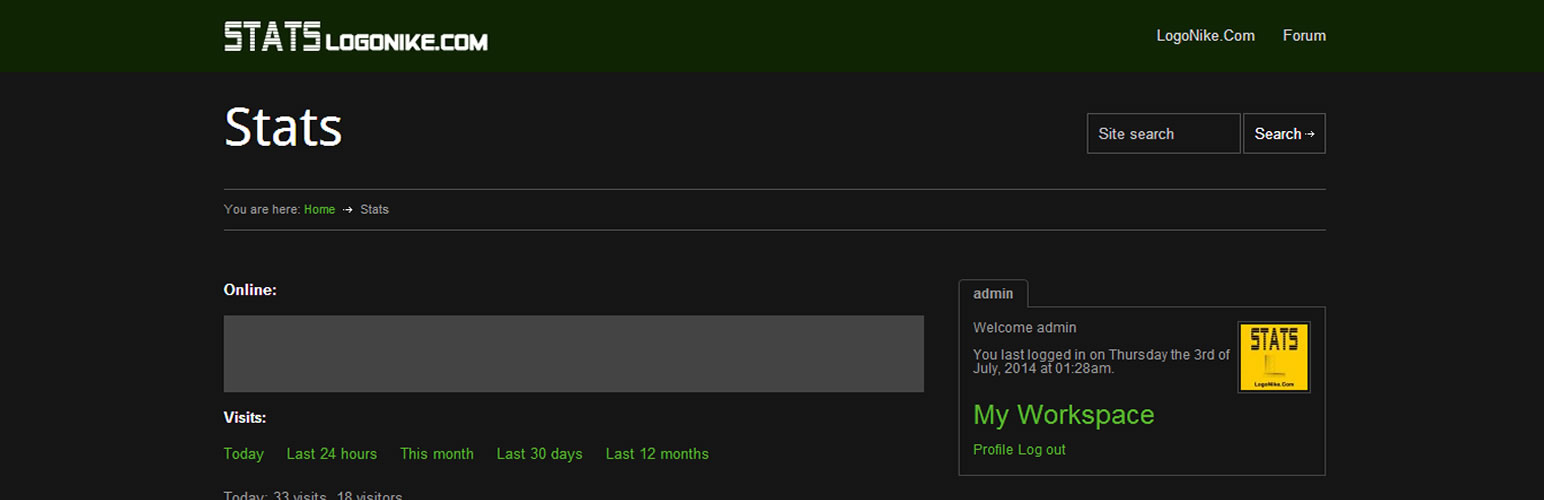 STATS LOGONIKE.COM
LogoNike.Com Forum
Stats
Site search Search
You are here: Home Stats
Online:
Visits:
Today Last 24 hours This month Last 30 days Last 12 months
Today: 33 visits, 18 visitors
admin
Welcome admin
You last logged in on Thursday the 3rd of
July, 2014 at 01:28am.
STATS
LogoNike.Com
My Workspace
Profile Log out